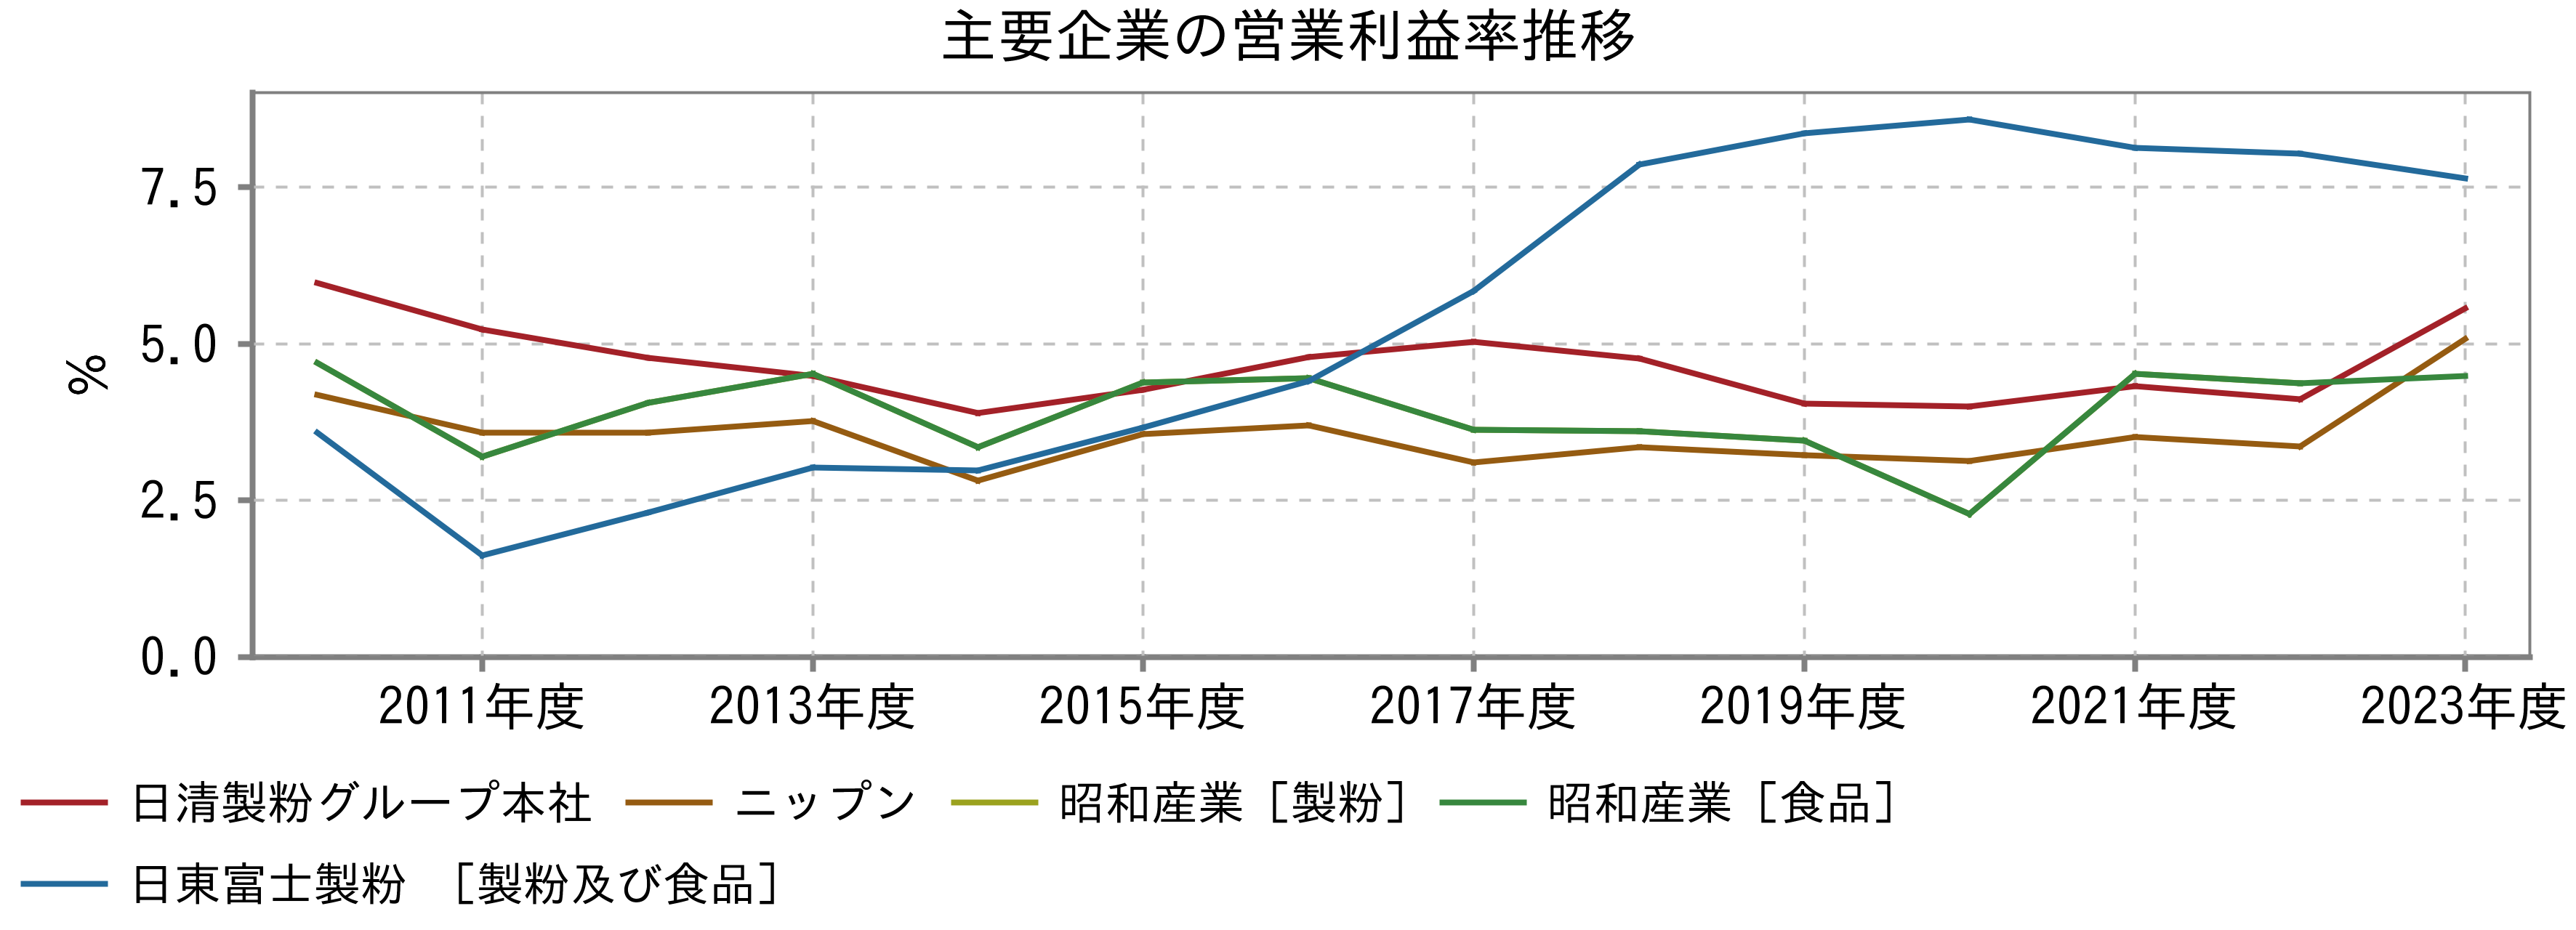 主要企業の営業利益率推移
%
7.5
5.0
2.5
0.0
2011年度 2013年度 2015年度 2017年度 2019年度 2021年度 2023年度
日清製粉グループ本社 ニップン 昭和産業［製粉］ 昭和産業［食品］
日東富士製粉　［製粉及び食品］